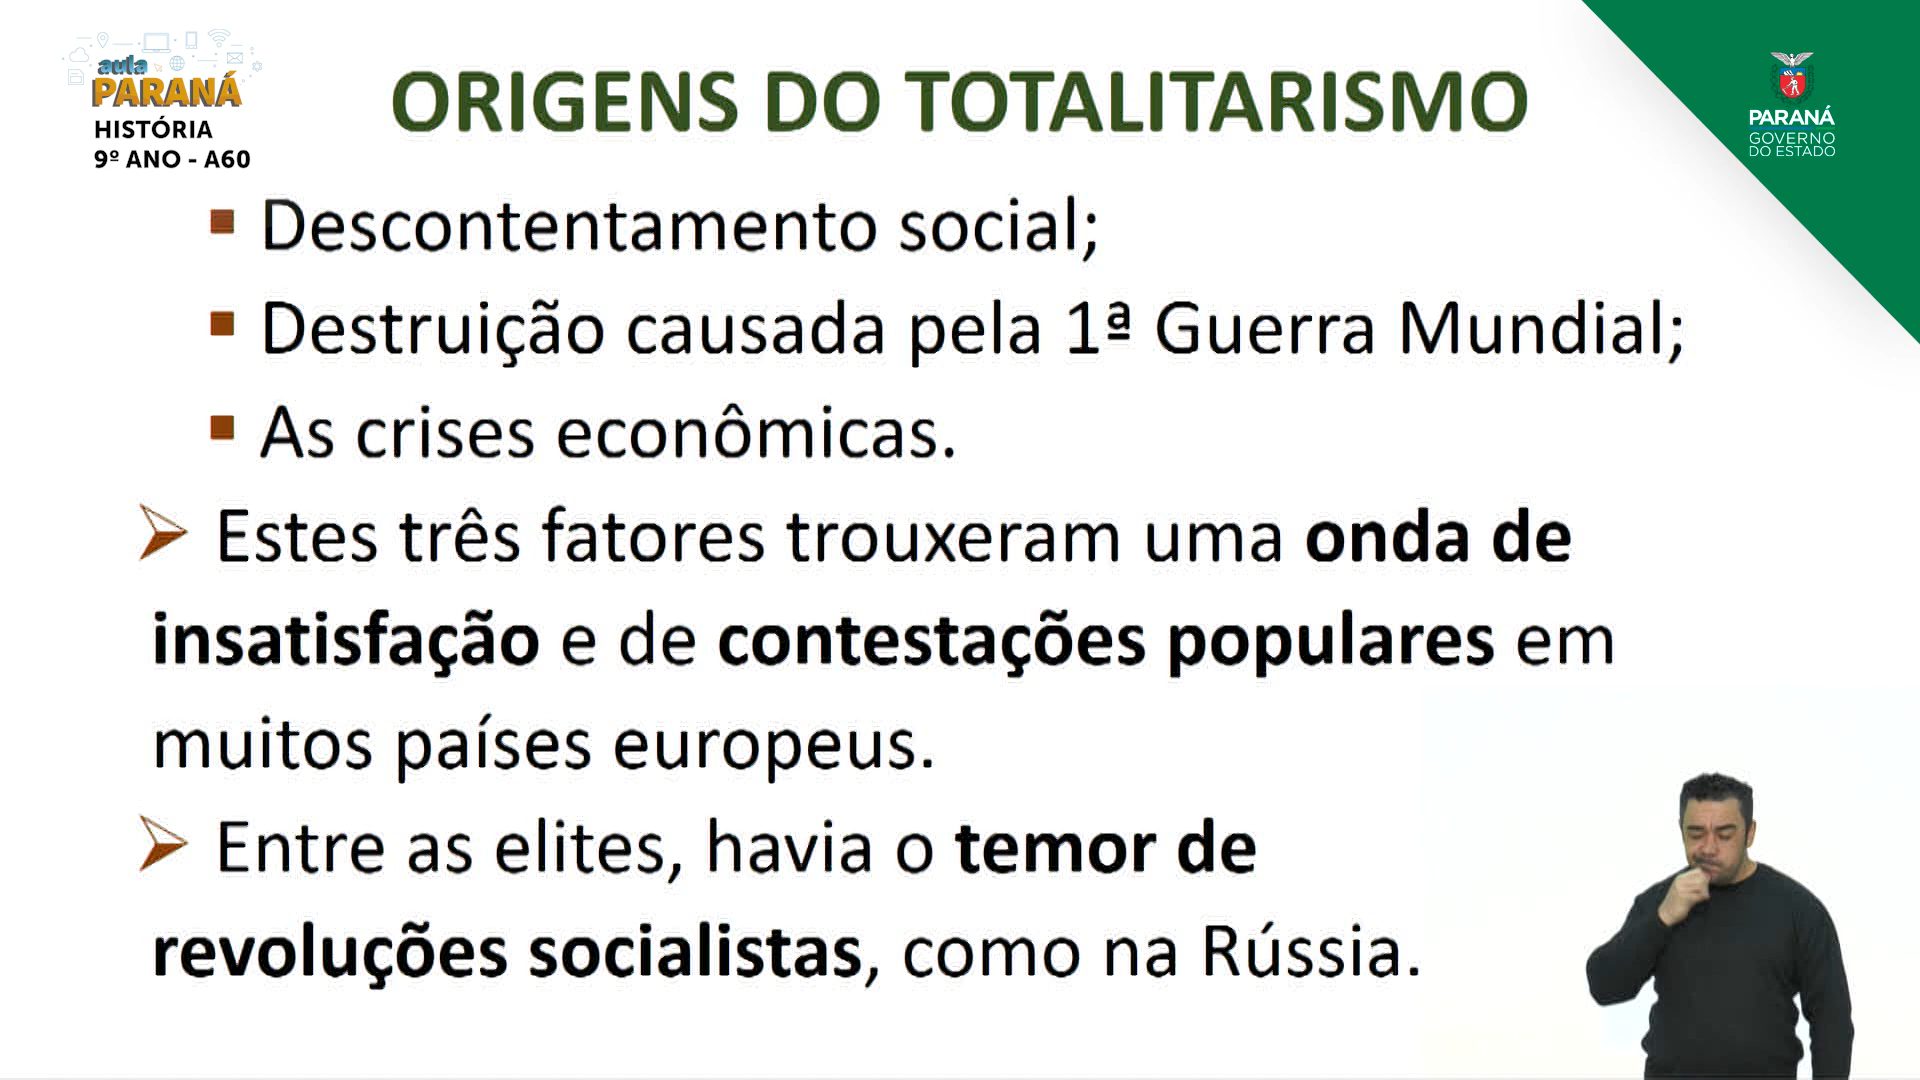 aula
PARANÁ
HISTÓRIA
9º ANO - A60
ORIGENS DO TOTALITARISMO
PARANÁ
GOVERNO
DO ESTADO
Descontentamento social;
Destruição causada pela 1ª Guerra Mundial;
As crises econômicas.
Estes três fatores trouxeram uma onda de
insatisfação e de contestações populares em
muitos países europeus.
Entre as elites, havia o temor de
revoluções socialistas, como na Rússia.